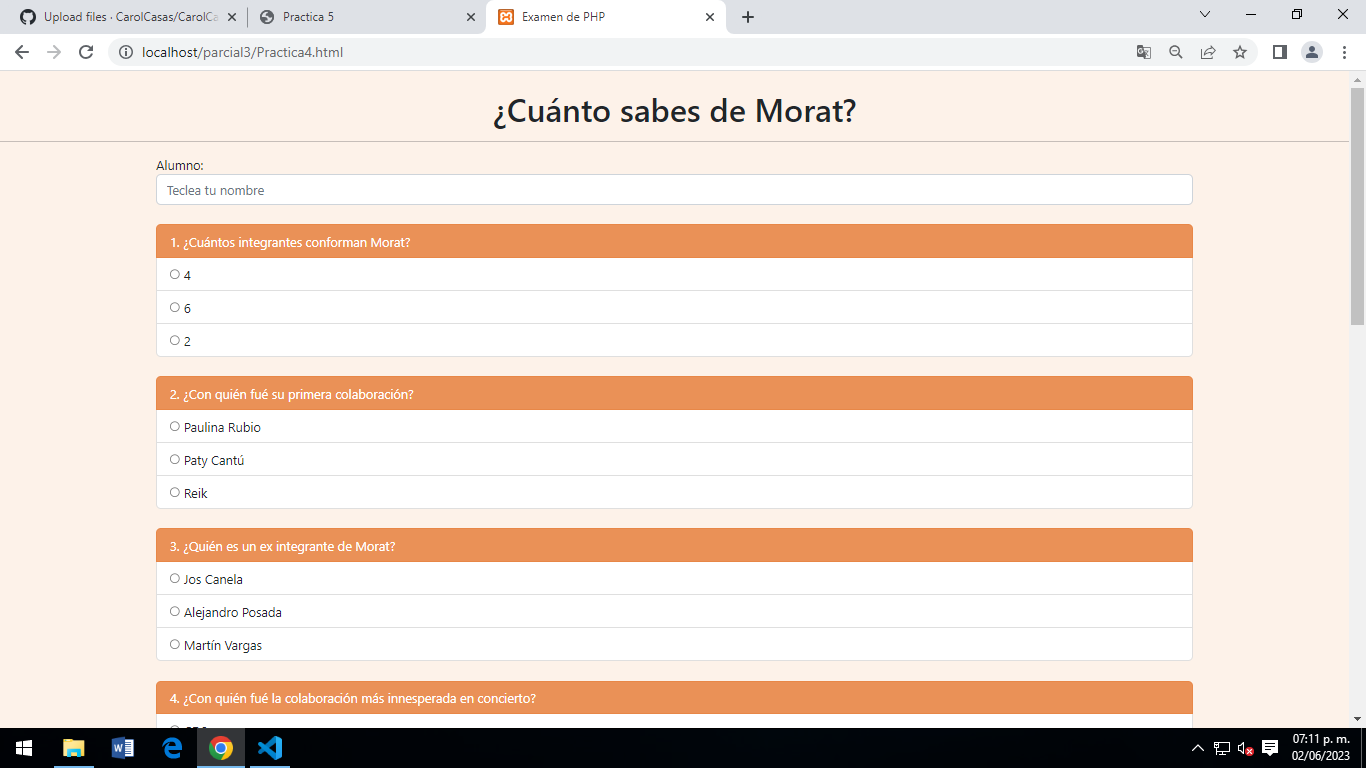 Upload files · CarolCasas/CarolCa
Practica 5
Examen de PHP
localhost/parcial3/Practica4.html
¿Cuánto sabes de Morat?
Alumno:
Teclea tu nombre
1. ¿Cuántos integrantes conforman Morat?
4
6
2
2. ¿Con quién fué su primera colaboración?
Paulina Rubio
Paty Cantú
Reik
3. ¿Quién es un ex integrante de Morat?
Jos Canela
Alejandro Posada
Martín Vargas
4. ¿Con quién fué la colaboración más innesperada en concierto?
07:11 p. m.
02/06/2023